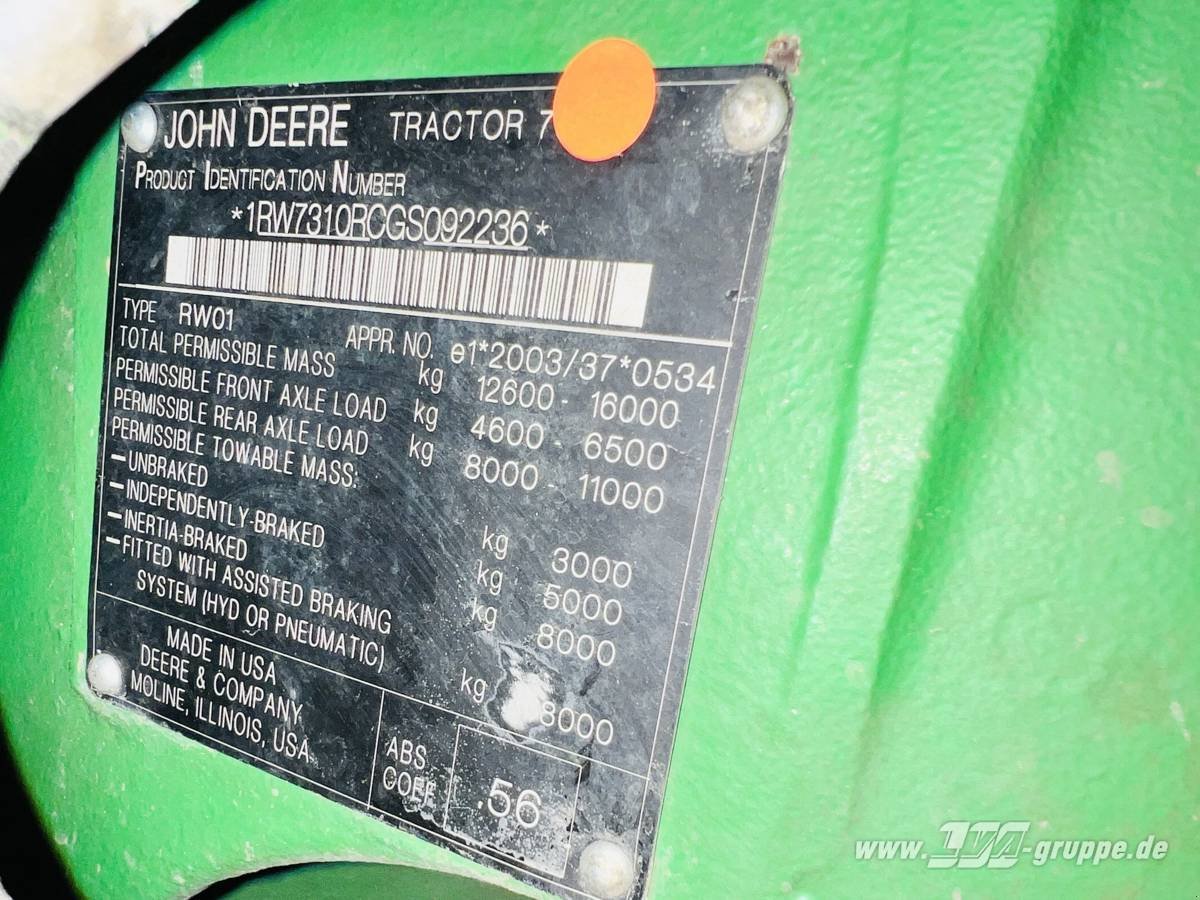 JOHN DEERE TRACTOR 7
PRODUCT IDENTIFICATION NUMBER
*1RW7310RCGS092236*
TYPE RW01 APPR. NO. e1*2003/37*0534
TOTAL PERMISSIBLE MASS kg 12600 - 16000
PERMISSIBLE FRONT AXLE LOAD kg 4600 - 6500
PERMISSIBLE REAR AXLE LOAD kg 8000 - 11000
PERMISSIBLE TOWABLE MASS:
– UNBRAKED kg 3000
– INDEPENDENTLY-BRAKED kg 5000
– INERTIA-BRAKED kg 8000
– FITTED WITH ASSISTED BRAKING
SYSTEM (HYD OR PNEUMATIC) kg 8000
MADE IN USA
DEERE & COMPANY
MOLINE, ILLINOIS, USA
ABS
COEF .56
www.LVA-gruppe.de